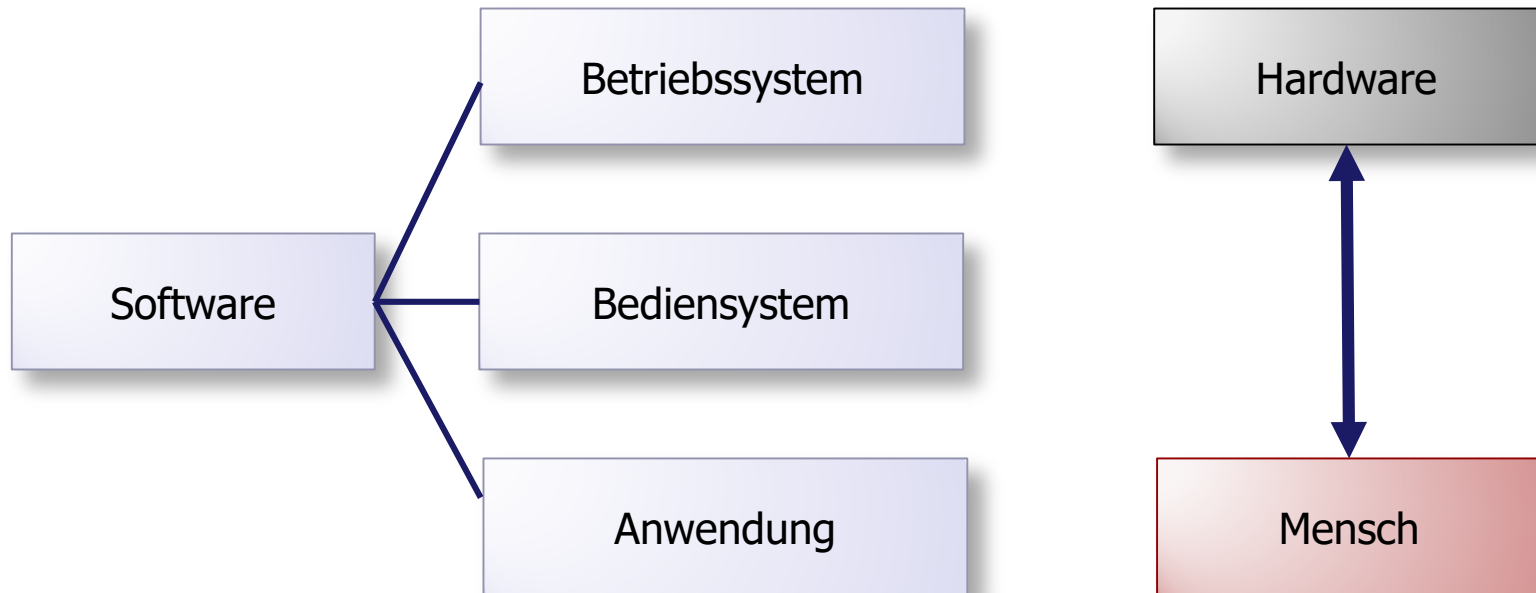 Betriebssystem
Hardware
Software
Bediensystem
Anwendung
Mensch